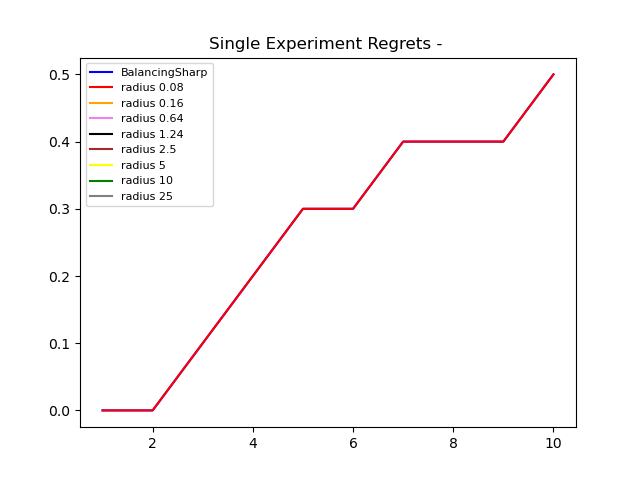 Single Experiment Regrets -
BalancingSharp
radius 0.08
radius 0.16
radius 0.64
radius 1.24
radius 2.5
radius 5
radius 10
radius 25
0.5
0.4
0.3
0.2
0.1
0.0
2 4 6 8 10